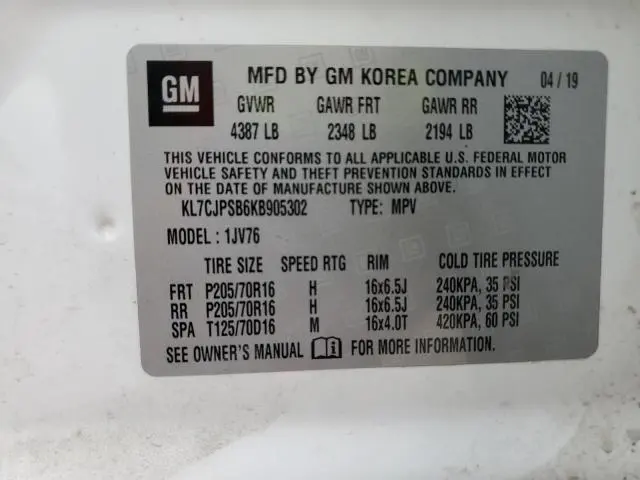 GM MFD BY GM KOREA COMPANY 04 / 19
GVWR GAWR FRT GAWR RR
4387 LB 2348 LB 2194 LB
THIS VEHICLE CONFORMS TO ALL APPLICABLE U.S. FEDERAL MOTOR
VEHICLE SAFETY AND THEFT PREVENTION STANDARDS IN EFFECT
ON THE DATE OF MANUFACTURE SHOWN ABOVE.
KL7CJPSB6KB905302 TYPE: MPV
MODEL : 1JV76
TIRE SIZE SPEED RTG RIM COLD TIRE PRESSURE
FRT P205/70R16 H 16x6.5J 240KPA, 35 PSI
RR P205/70R16 H 16x6.5J 240KPA, 35 PSI
SPA T125/70D16 M 16x4.0T 420KPA, 60 PSI
SEE OWNER'S MANUAL FOR MORE INFORMATION.